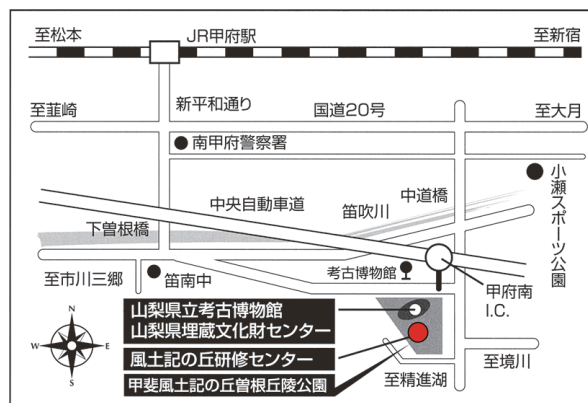 至松本
JR甲府駅
至新宿
新平和通り
至韮崎
国道20号
至大月
南甲府警察署
小瀬スポーツ公園
中央自動車道
笛吹川
中道橋
下曽根橋
考古博物館
至市川三郷
笛南中
甲府南
I.C.
山梨県立考古博物館
山梨県埋蔵文化財センター
風土記の丘研修センター
甲斐風土記の丘曽根丘陵公園
至境川
至精進湖
N
W
E
S